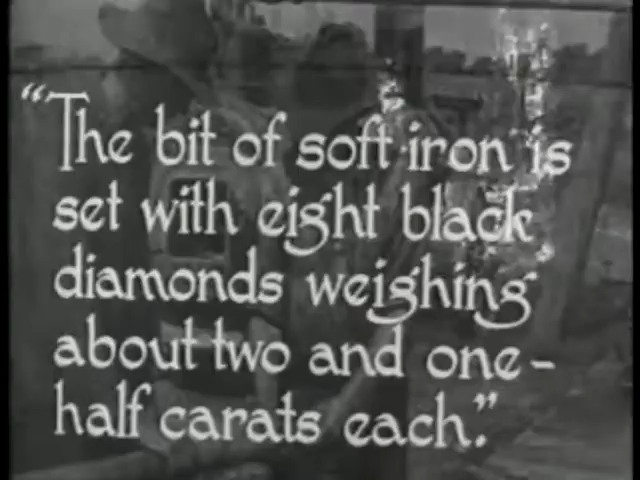 “The bit of soft iron is
set with eight black
diamonds weighing
about two and one-
half carats each.”